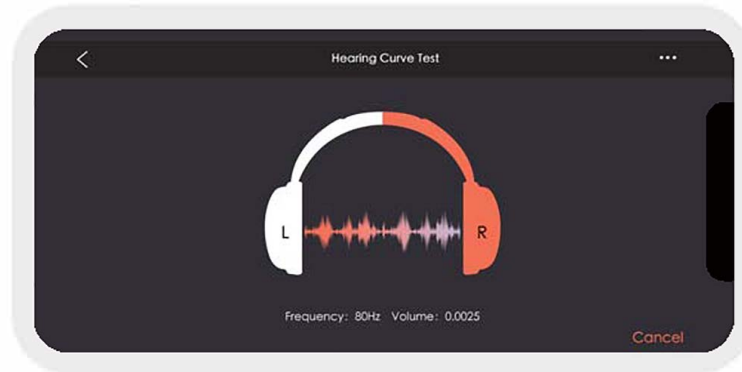 Hearing Curve Test
L
R
Frequency: 80Hz Volume: 0.0025
Cancel